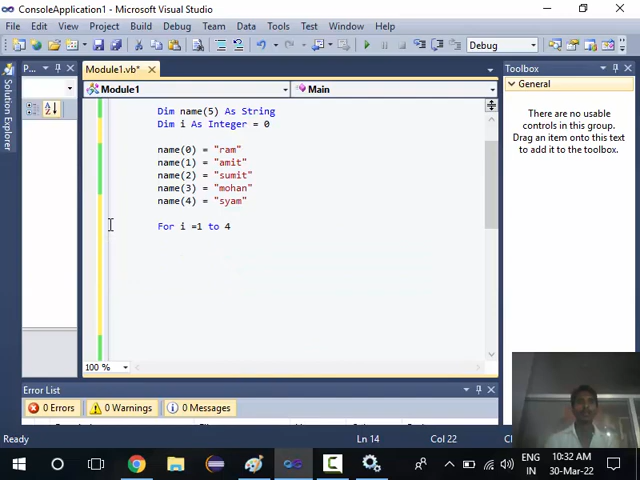 ConsoleApplication1 - Microsoft Visual Studio
File Edit View Project Build Debug Team Data Tools Test Window Help
Debug
P...
Module1.vb*
Toolbox
Solution Explorer
Module1
Main
General
There are no usable
controls in this group.
Drag an item onto this text
to add it to the toolbox.
Dim name(5) As String
Dim i As Integer = 0
name(0) = "ram"
name(1) = "amit"
name(2) = "sumit"
name(3) = "mohan"
name(4) = "syam"
For i =1 to 4
100 %
Error List
0 Errors
0 Warnings
0 Messages
Ready
Ln 14
Col 22
ENG
IN
10:32 AM
30-Mar-22